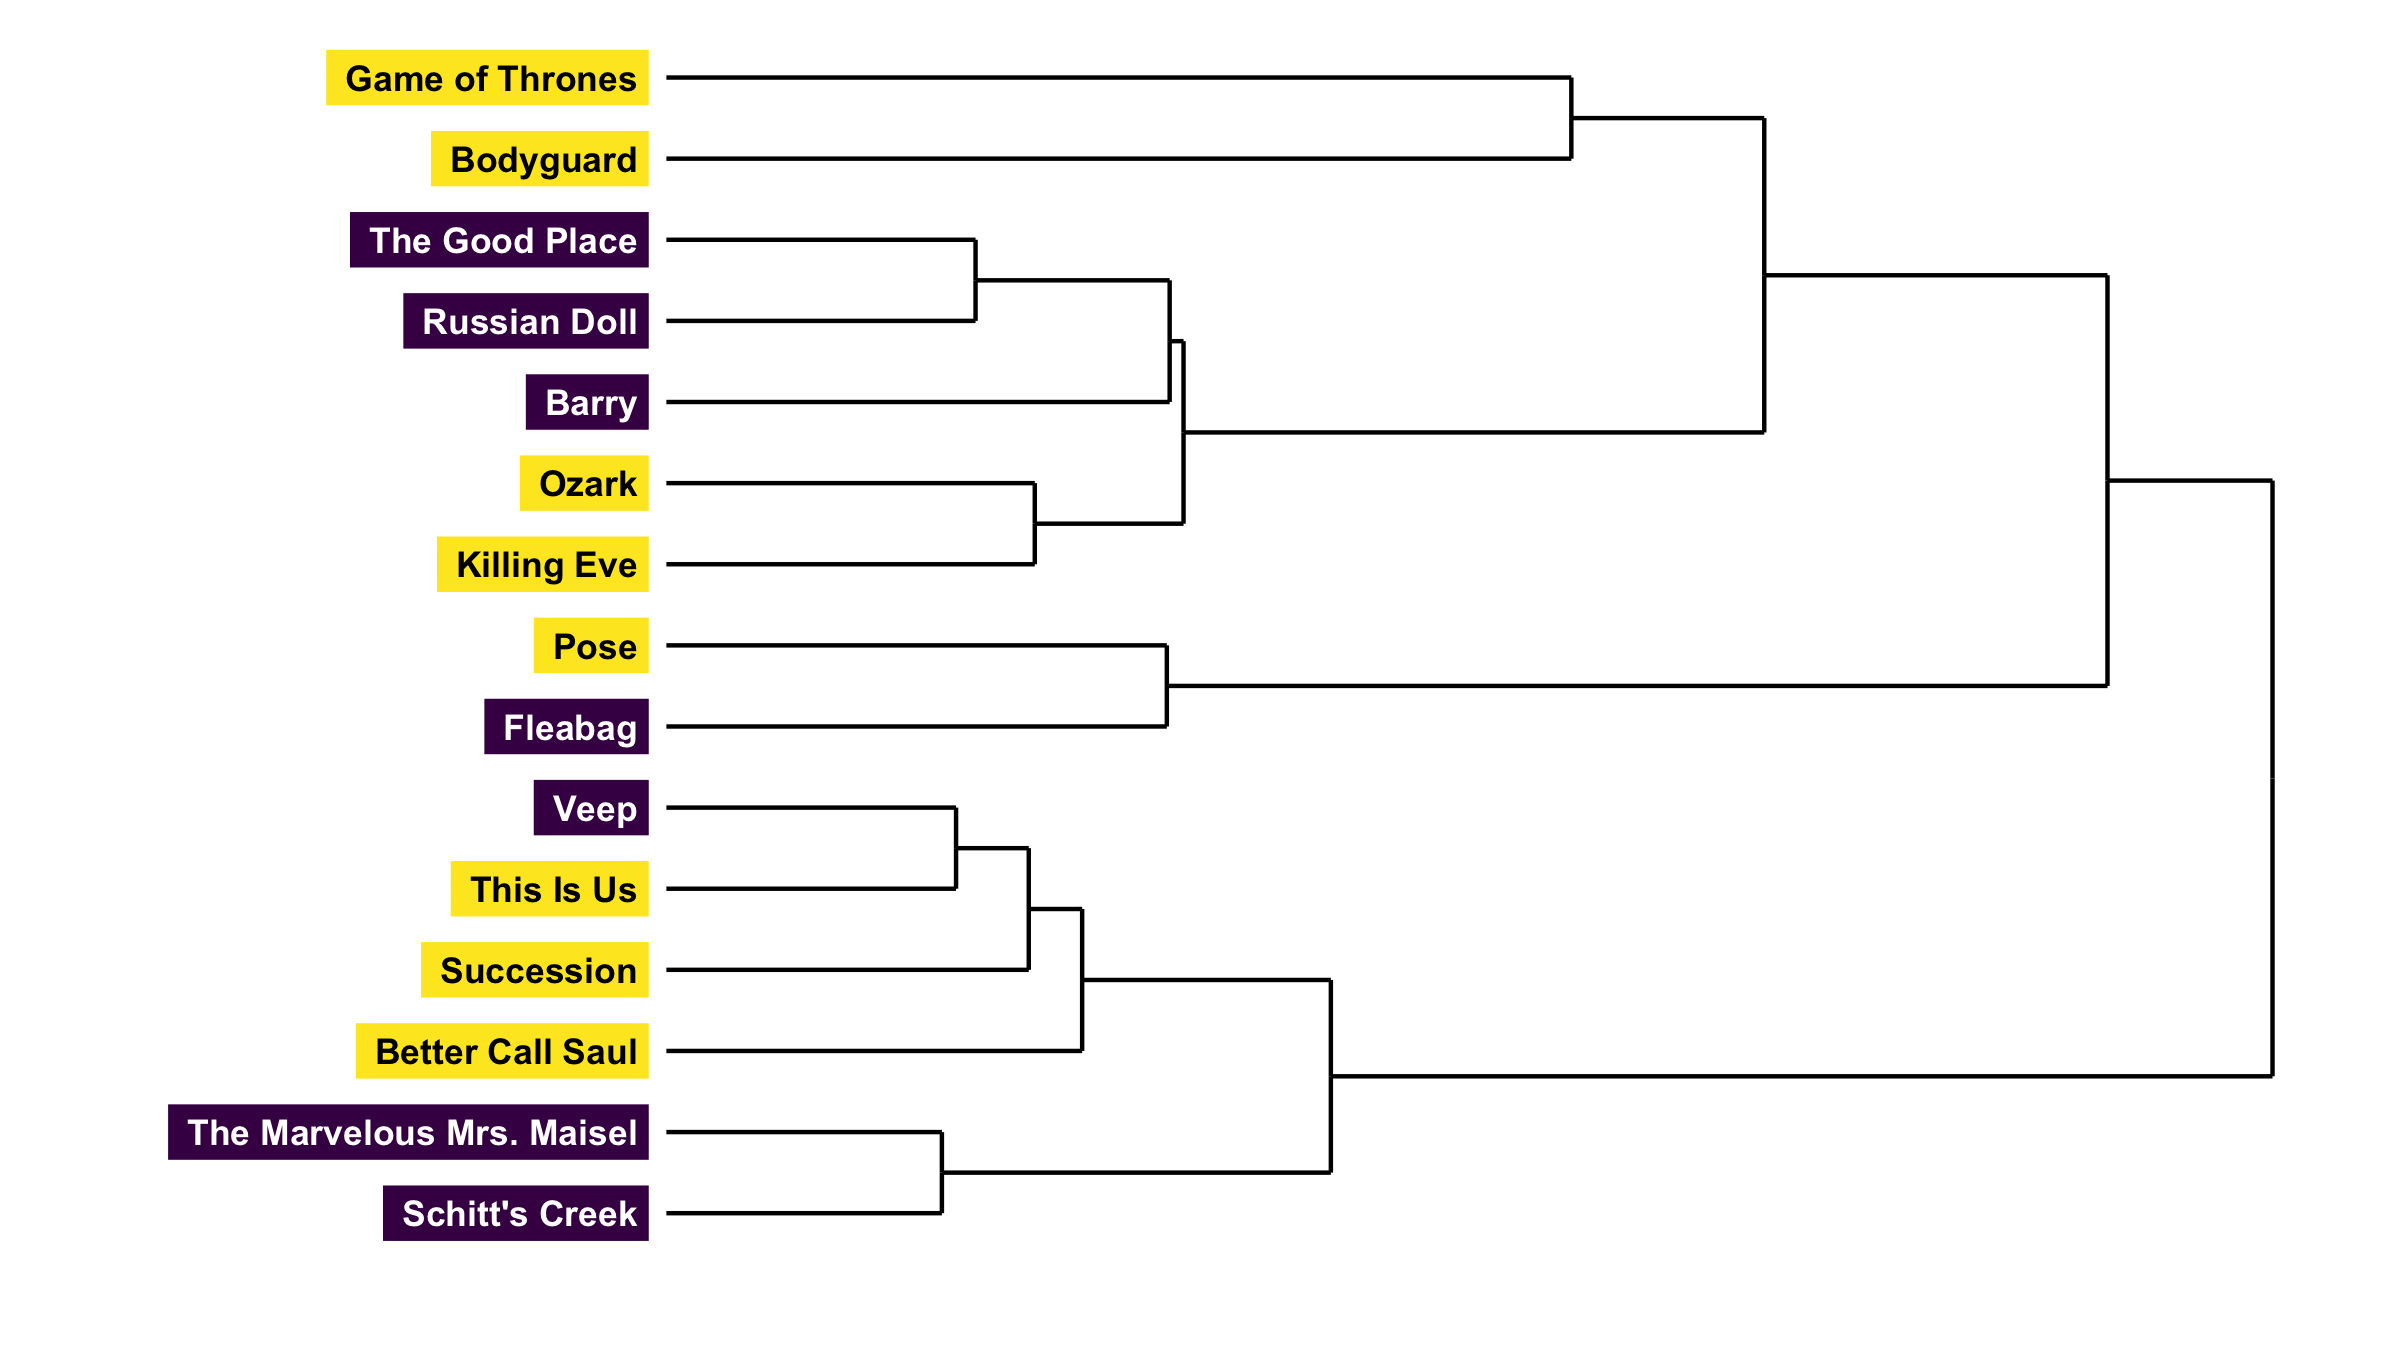 Game of Thrones
Bodyguard
The Good Place
Russian Doll
Barry
Ozark
Killing Eve
Pose
Fleabag
Veep
This Is Us
Succession
Better Call Saul
The Marvelous Mrs. Maisel
Schitt's Creek